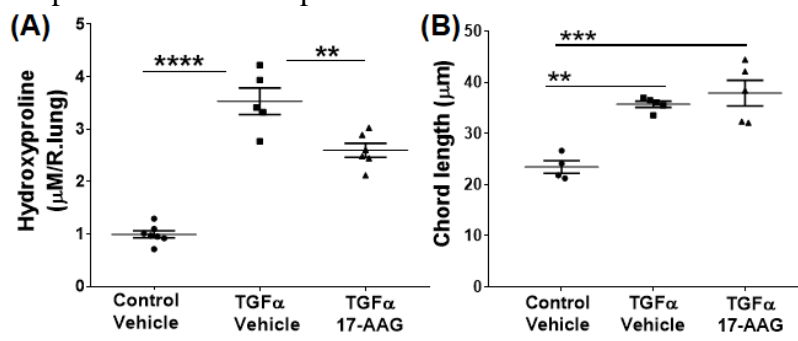 (A)
Hydroxyproline
(μM/R.lung)
5
4
3
2
1
0
****
**
Control
Vehicle
TGFα
Vehicle
TGFα
17-AAG
(B)
Chord length (μm)
50
40
30
20
10
0
***
**
Control
Vehicle
TGFα
Vehicle
TGFα
17-AAG